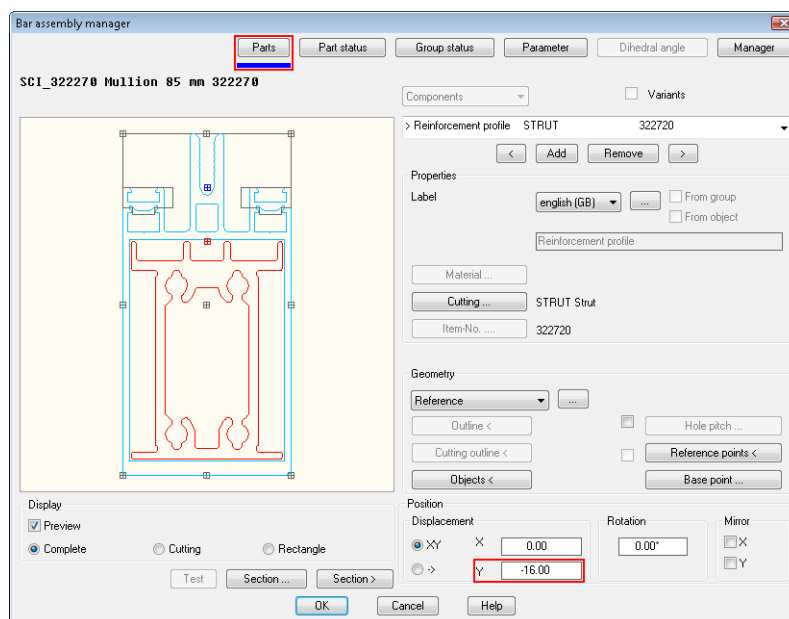 Bar assembly manager
Parts Part status Group status Parameter Dihedral angle Manager
SCI_322270 Mullion 85 mm 322270
Components Variants
> Reinforcement profile STRUT 322720
< Add Remove >
Properties
Label english (GB) ... From group
From object
Reinforcement profile
Material ...
Cutting ... STRUT Strut
Item-No. .... 322720
Geometry
Reference ...
Outline < Hole pitch ...
Cutting outline < Reference points <
Objects < Base point ...
Display
Preview
Complete Cutting Rectangle
Test Section ... Section >
Position
Displacement Rotation Mirror
XY X 0.00 0.00° X
-> Y -16.00 Y
OK Cancel Help